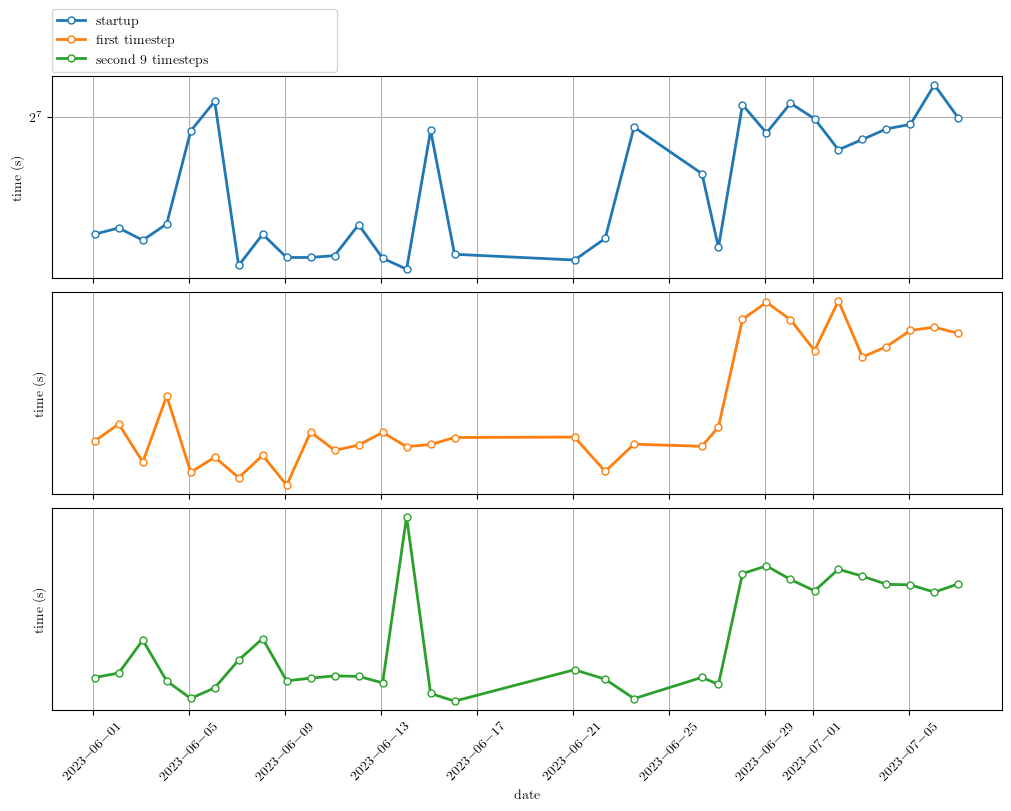 startup
first timestep
second 9 timesteps
2^7
time (s)
time (s)
time (s)
2023−06−01
2023−06−05
2023−06−09
2023−06−13
2023−06−17
2023−06−21
2023−06−25
2023−06−29
2023−07−01
2023−07−05
date